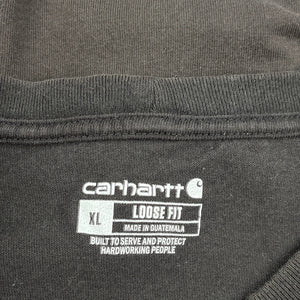 carhartt
XL LOOSE FIT
MADE IN GUATEMALA
BUILT TO SERVE AND PROTECT
HARDWORKING PEOPLE